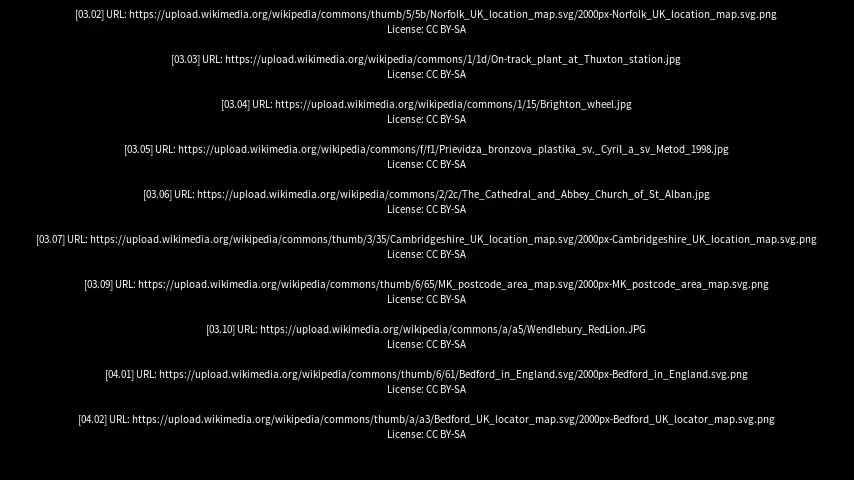 [03.02] URL: https://upload.wikimedia.org/wikipedia/commons/thumb/5/5b/Norfolk_UK_location_map.svg/2000px-Norfolk_UK_location_map.svg.png
License: CC BY-SA
[03.03] URL: https://upload.wikimedia.org/wikipedia/commons/1/1d/On-track_plant_at_Thuxton_station.jpg
License: CC BY-SA
[03.04] URL: https://upload.wikimedia.org/wikipedia/commons/1/15/Brighton_wheel.jpg
License: CC BY-SA
[03.05] URL: https://upload.wikimedia.org/wikipedia/commons/f/f1/Prievidza_bronzova_plastika_sv._Cyril_a_sv_Metod_1998.jpg
License: CC BY-SA
[03.06] URL: https://upload.wikimedia.org/wikipedia/commons/2/2c/The_Cathedral_and_Abbey_Church_of_St_Alban.jpg
License: CC BY-SA
[03.07] URL: https://upload.wikimedia.org/wikipedia/commons/thumb/3/35/Cambridgeshire_UK_location_map.svg/2000px-Cambridgeshire_UK_location_map.svg.png
License: CC BY-SA
[03.09] URL: https://upload.wikimedia.org/wikipedia/commons/thumb/6/65/MK_postcode_area_map.svg/2000px-MK_postcode_area_map.svg.png
License: CC BY-SA
[03.10] URL: https://upload.wikimedia.org/wikipedia/commons/a/a5/Wendlebury_RedLion.JPG
License: CC BY-SA
[04.01] URL: https://upload.wikimedia.org/wikipedia/commons/thumb/6/61/Bedford_in_England.svg/2000px-Bedford_in_England.svg.png
License: CC BY-SA
[04.02] URL: https://upload.wikimedia.org/wikipedia/commons/thumb/a/a3/Bedford_UK_locator_map.svg/2000px-Bedford_UK_locator_map.svg.png
License: CC BY-SA